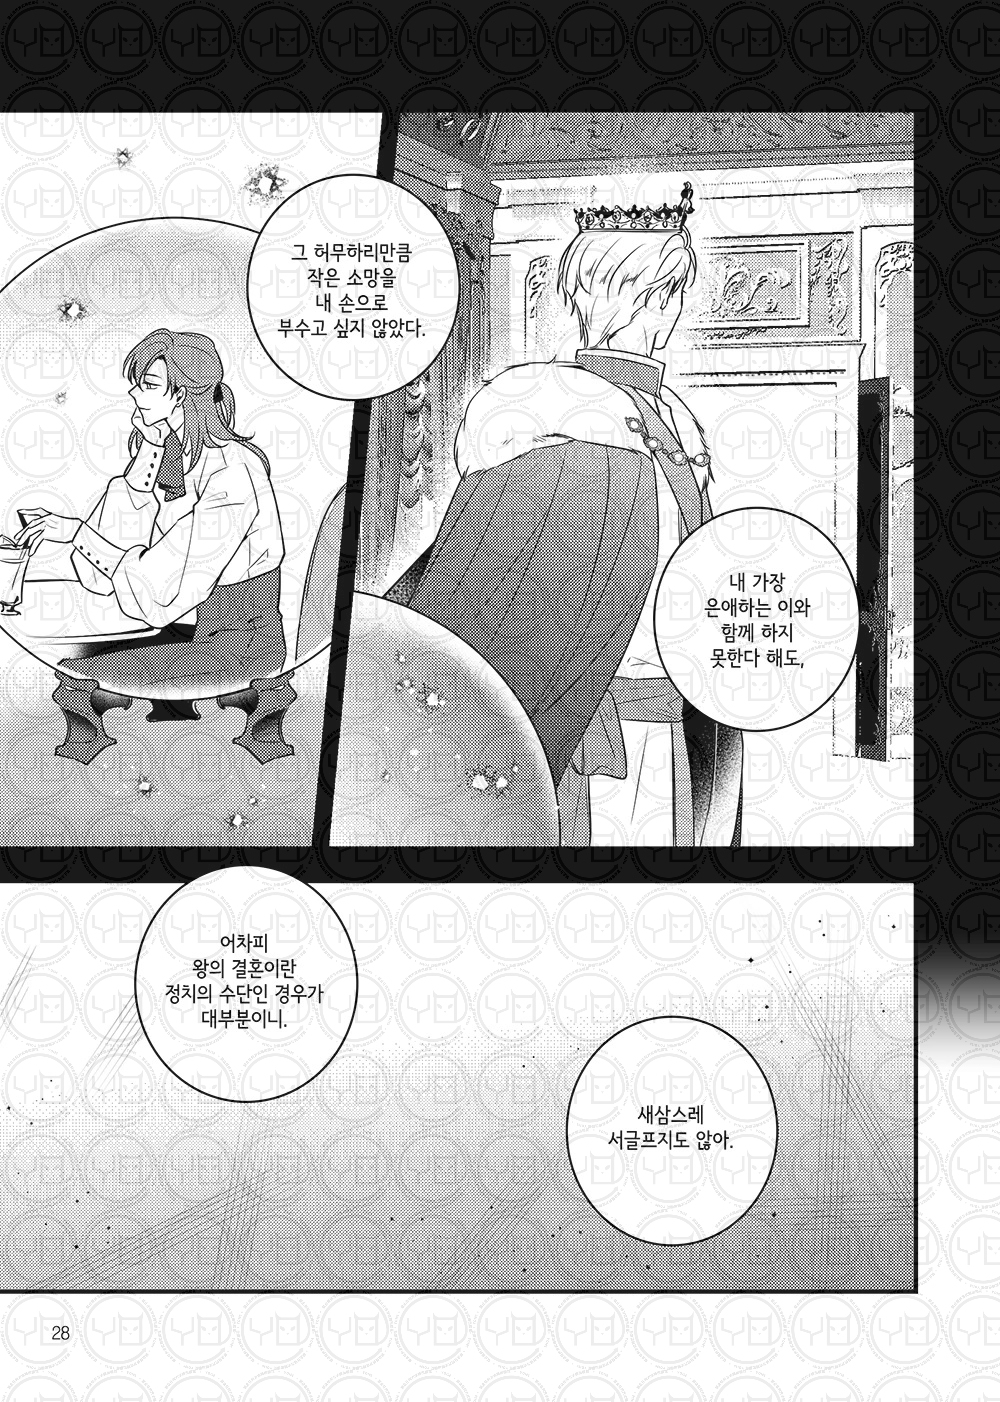 그 허무하리만큼
작은 소망을
내 손으로
부수고 싶지 않았다.
내 가장
은애하는 이와
함께 하지
못한다 해도,
어차피
왕의 결혼이란
정치의 수단인 경우가
대부분이니.
새삼스레
서글프지도 않아.
28